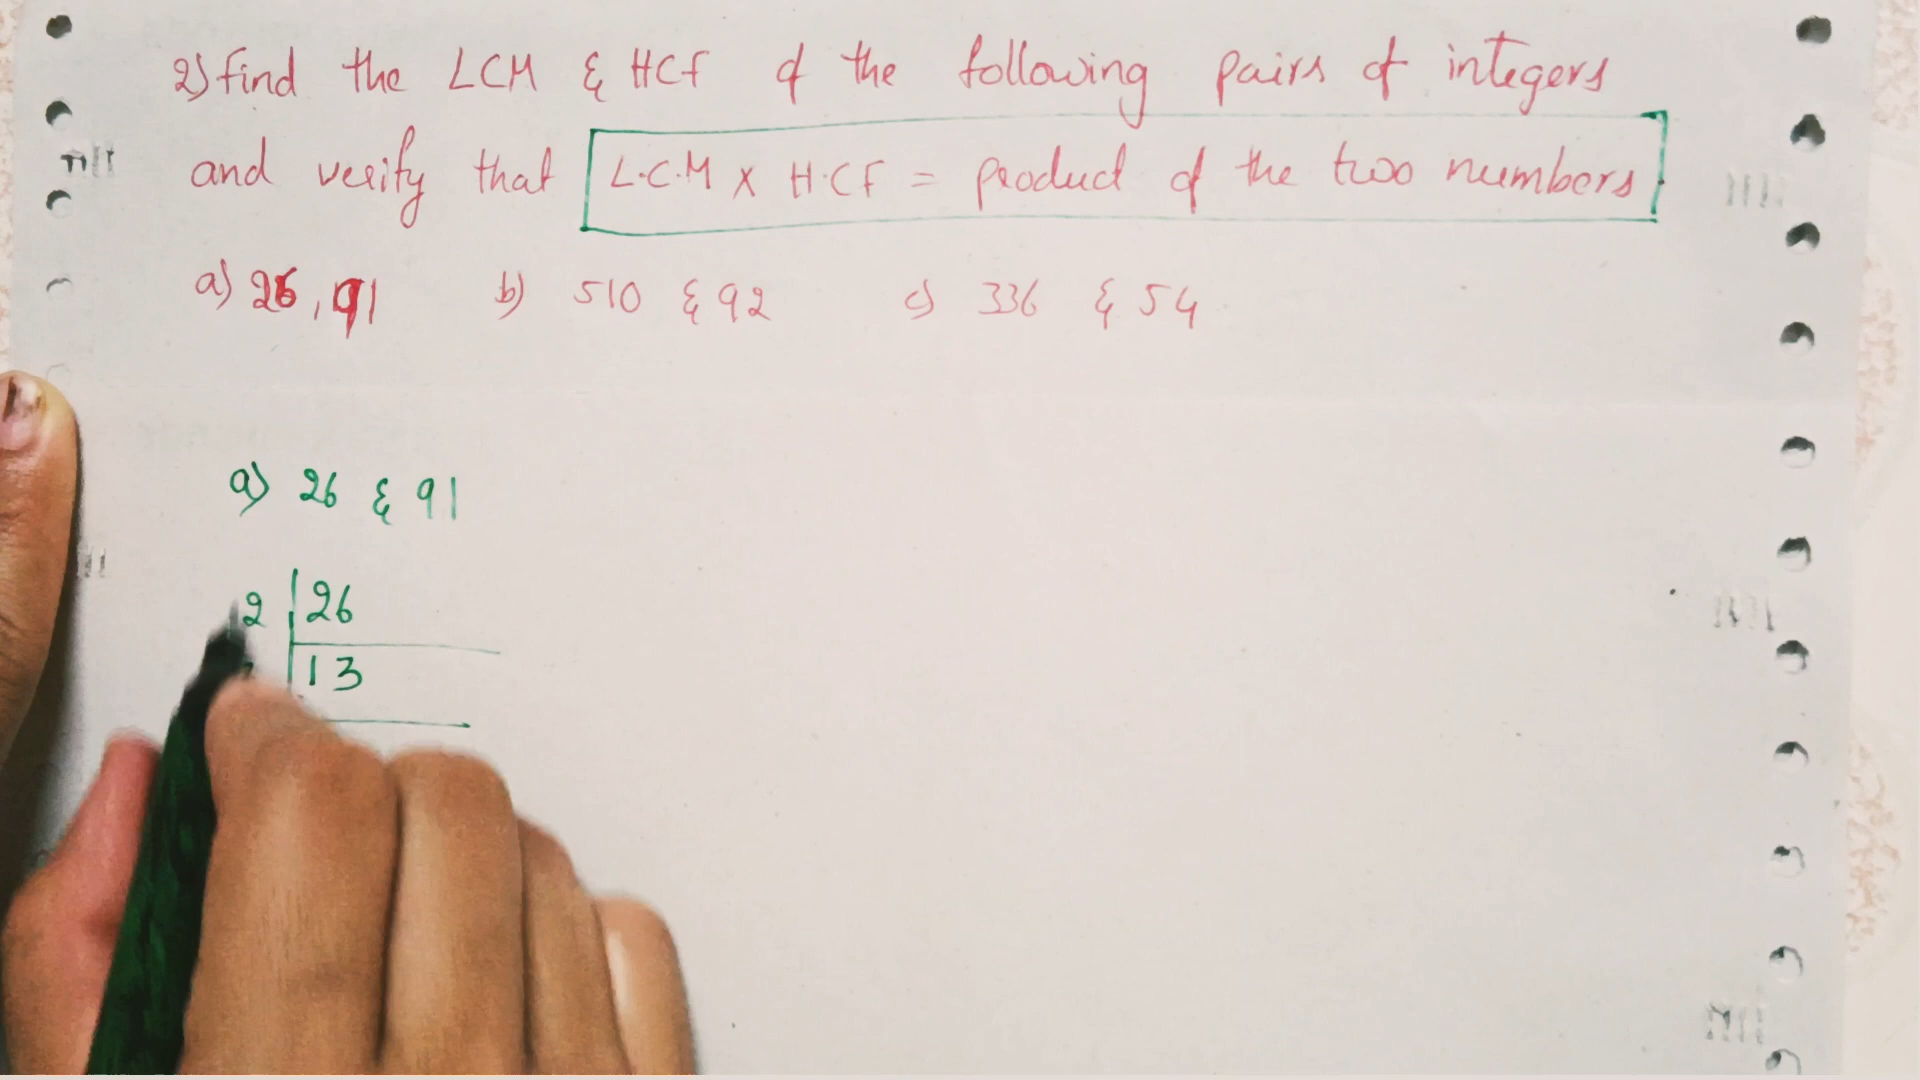 2) find the LCM & HCF of the following pairs of integers
and verify that L.C.M x H.CF = product of the two numbers
a) 26, 91 b) 510 & 92 c) 336 & 54
a) 26 & 91
2 | 26
13